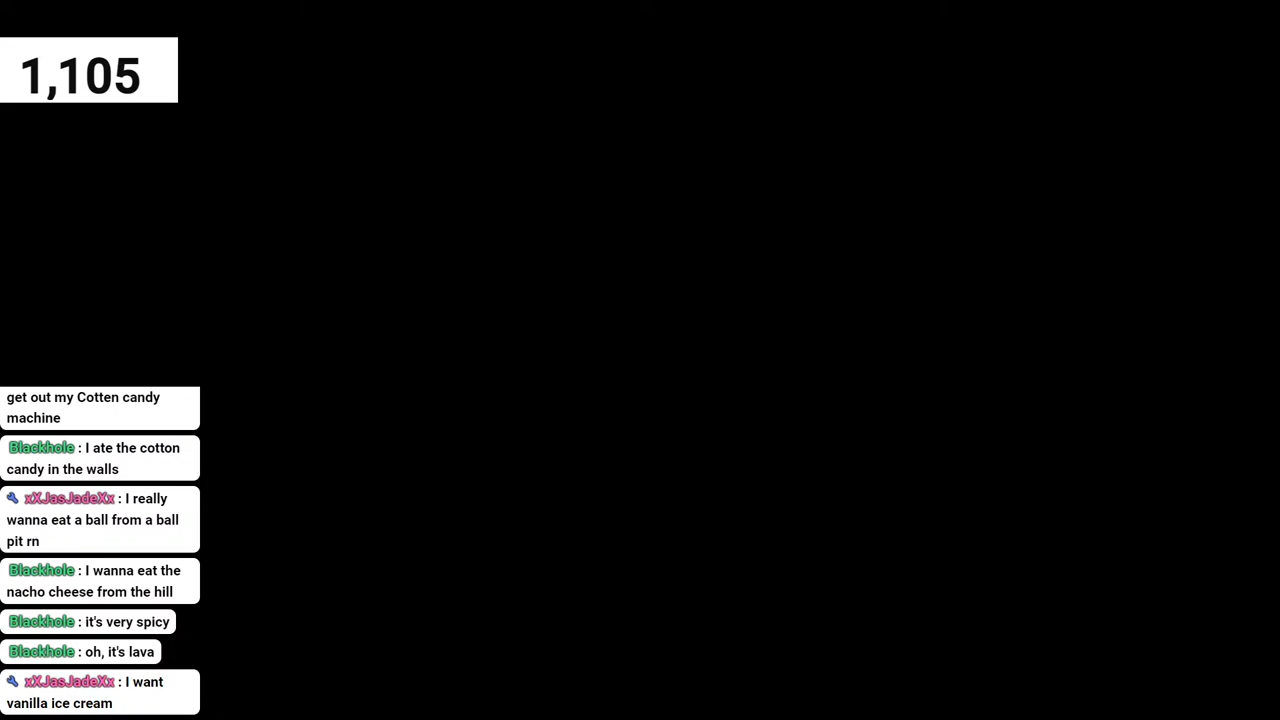 1,105
get out my Cotten candy
machine
Blackhole : I ate the cotton
candy in the walls
xXJasJadeXx : I really
wanna eat a ball from a ball
pit rn
Blackhole : I wanna eat the
nacho cheese from the hill
Blackhole : it's very spicy
Blackhole : oh, it's lava
xXJasJadeXx : I want
vanilla ice cream